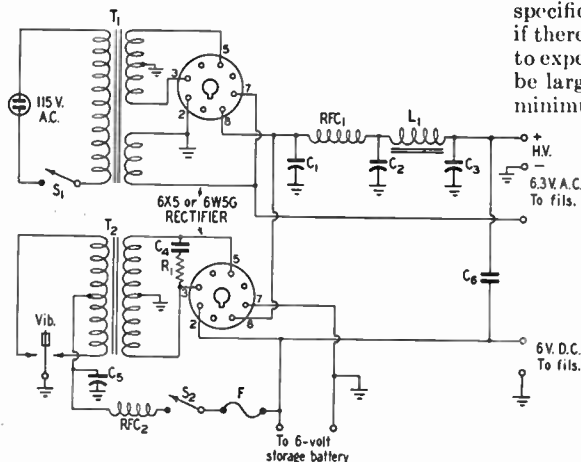 specific
if there
to expe
be larg
minimu
T₁
115 V.
A.C.
S₁
5
3
7
2
8
RFC₁
L₁
C₁
C₂
C₃
+
H.V.
−
6.3V. A.C.
To fils.
6X5 or 6W5G
RECTIFIER
T₂
C₄
R₁
5
3
7
2
8
C₆
Vib.
C₅
RFC₂
S₂
F
6V. D.C.
To fils.
To 6-volt
storage battery